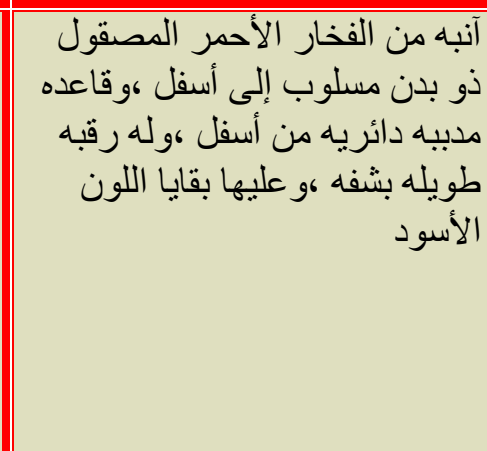 آنبه من الفخار الأحمر المصقول
ذو بدن مسلوب إلى أسفل ،وقاعده
مدببه دائريه من أسفل ،وله رقبه
طويله بشفه ،وعليها بقايا اللون
الأسود